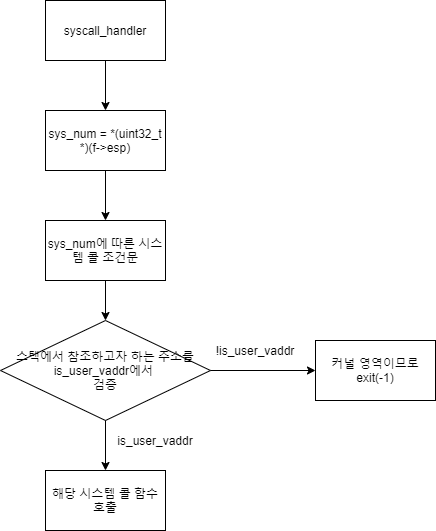 syscall_handler
sys_num = *(uint32_t
*)(f->esp)
sys_num에 따른 시스
템 콜 조건문
스택에서 참조하고자 하는 주소를
is_user_vaddr에서
검증
!is_user_vaddr
커널 영역이므로
exit(-1)
is_user_vaddr
해당 시스템 콜 함수
호출